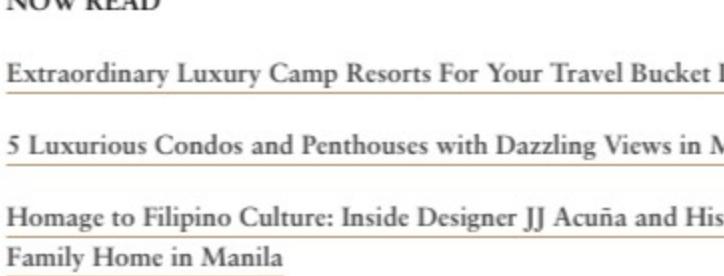 NOW READ
Extraordinary Luxury Camp Resorts For Your Travel Bucket
5 Luxurious Condos and Penthouses with Dazzling Views in
Homage to Filipino Culture: Inside Designer JJ Acuña and His
Family Home in Manila